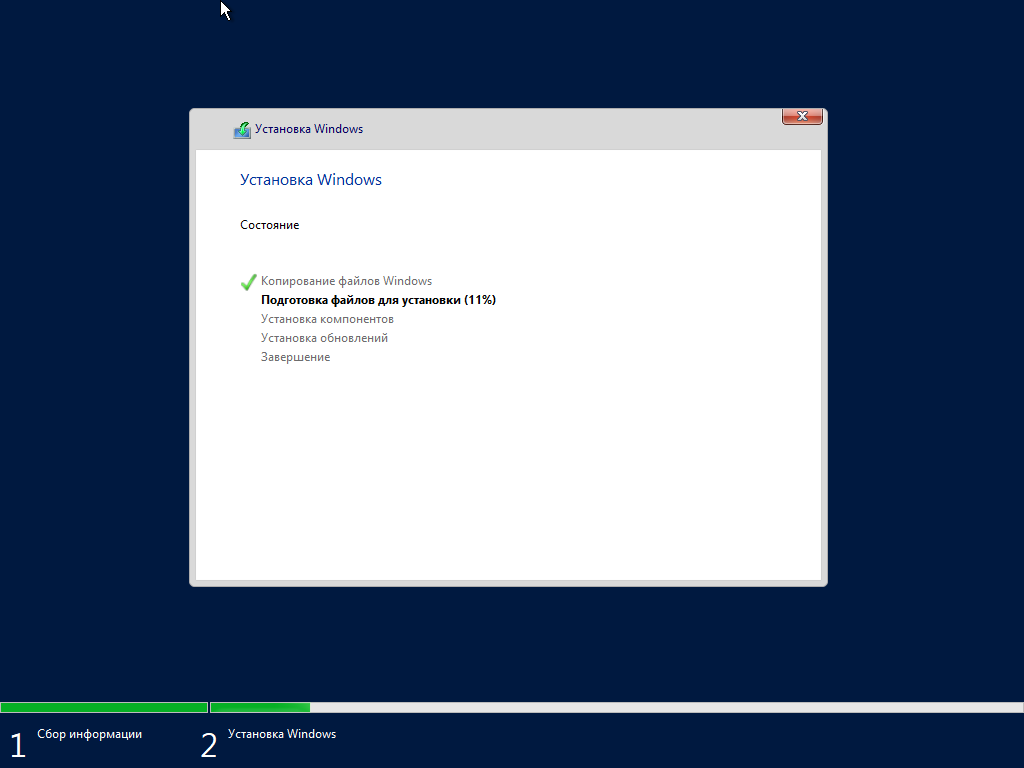 Установка Windows
Установка Windows
Состояние
Копирование файлов Windows
Подготовка файлов для установки (11%)
Установка компонентов
Установка обновлений
Завершение
1 Сбор информации
2 Установка Windows